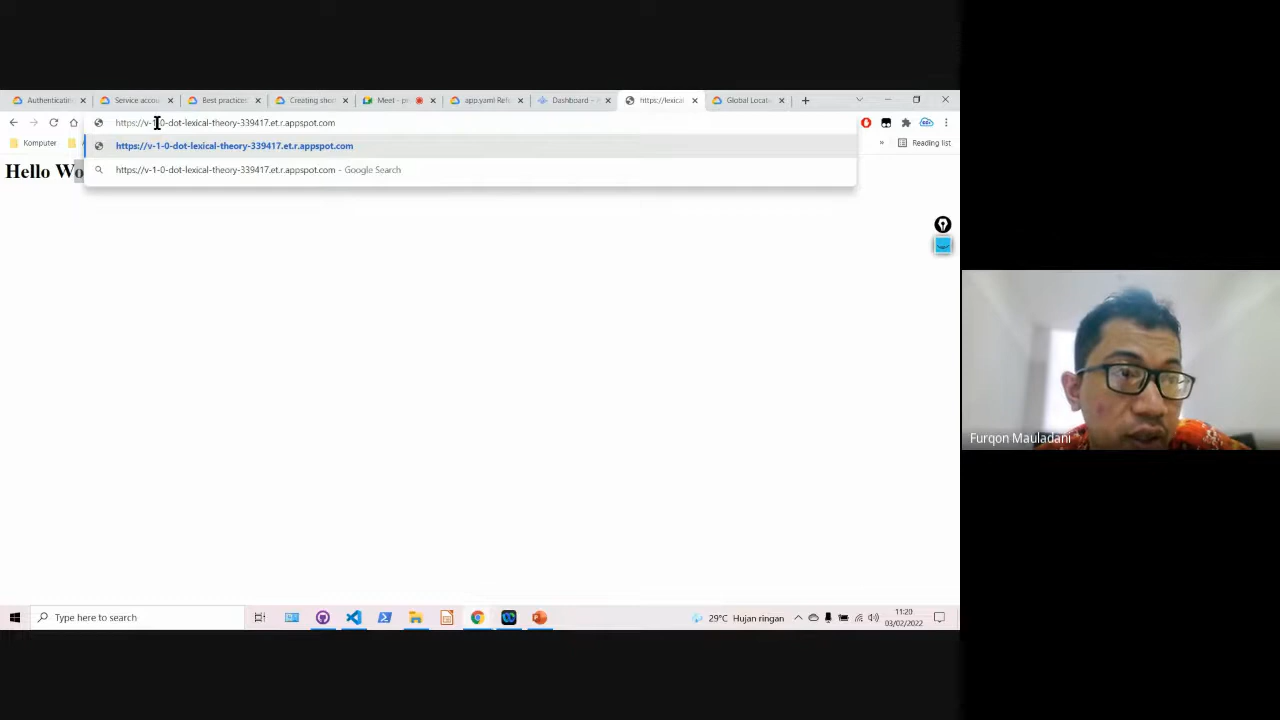 Authenticating
Service accou
Best practice
Creating shor
Meet - p
app.yaml Ref
Dashboard -
https://lexical
Global Locat
https://v-1-0-dot-lexical-theory-339417.et.r.appspot.com
Komputer
Reading list
https://v-1-0-dot-lexical-theory-339417.et.r.appspot.com
https://v-1-0-dot-lexical-theory-339417.et.r.appspot.com - Google Search
Hello Wo
Furqon Mauladani
Type here to search
29°C Hujan ringan
11:20
03/02/2022